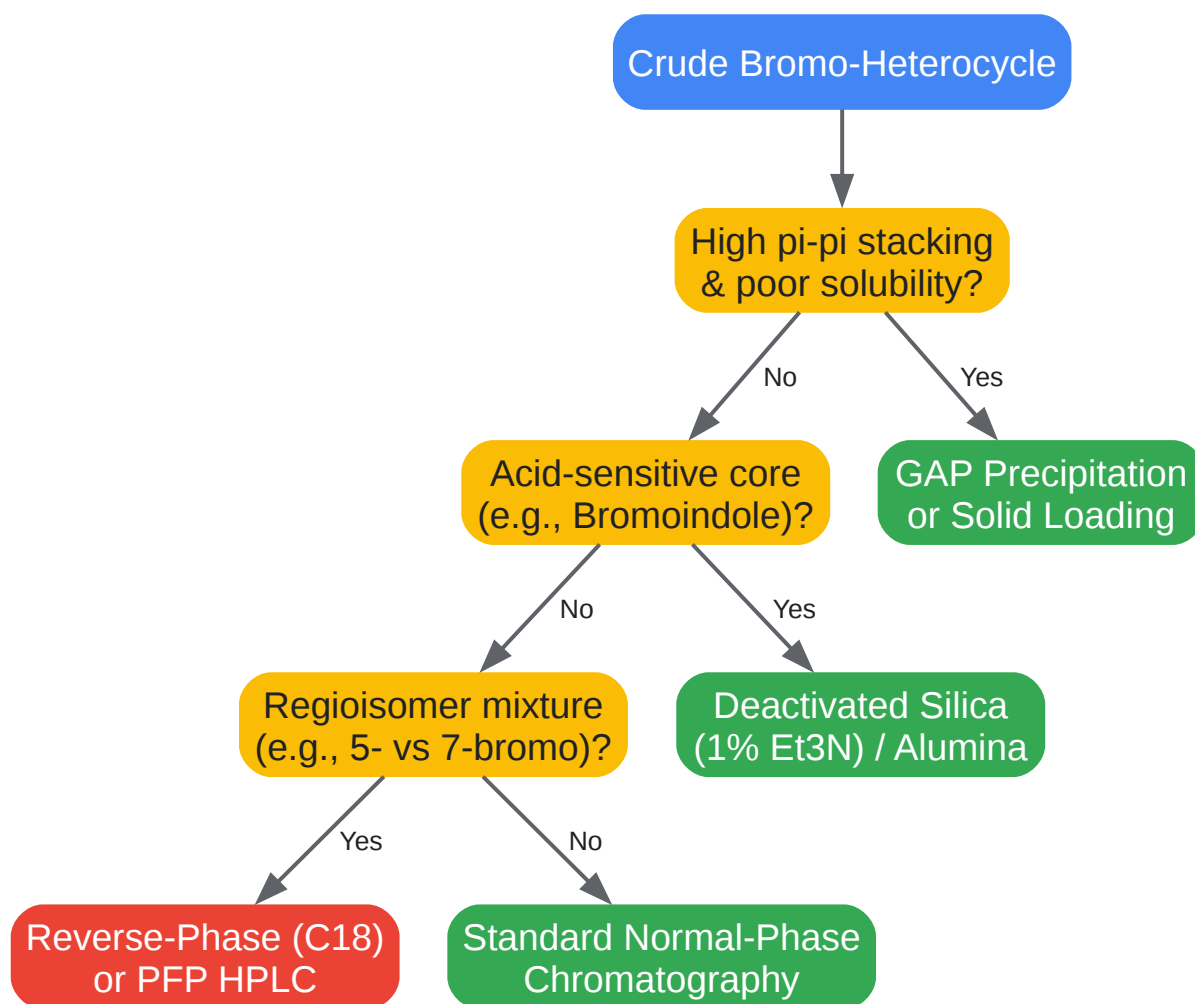 Crude Bromo-Heterocycle
High pi-pi stacking
& poor solubility?
No
Yes
Acid-sensitive core
(e.g., Bromoindole)?
GAP Precipitation
or Solid Loading
No
Yes
Regioisomer mixture
(e.g., 5- vs 7-bromo)?
Deactivated Silica
(1% Et3N) / Alumina
Yes
No
Reverse-Phase (C18)
or PFP HPLC
Standard Normal-Phase
Chromatography